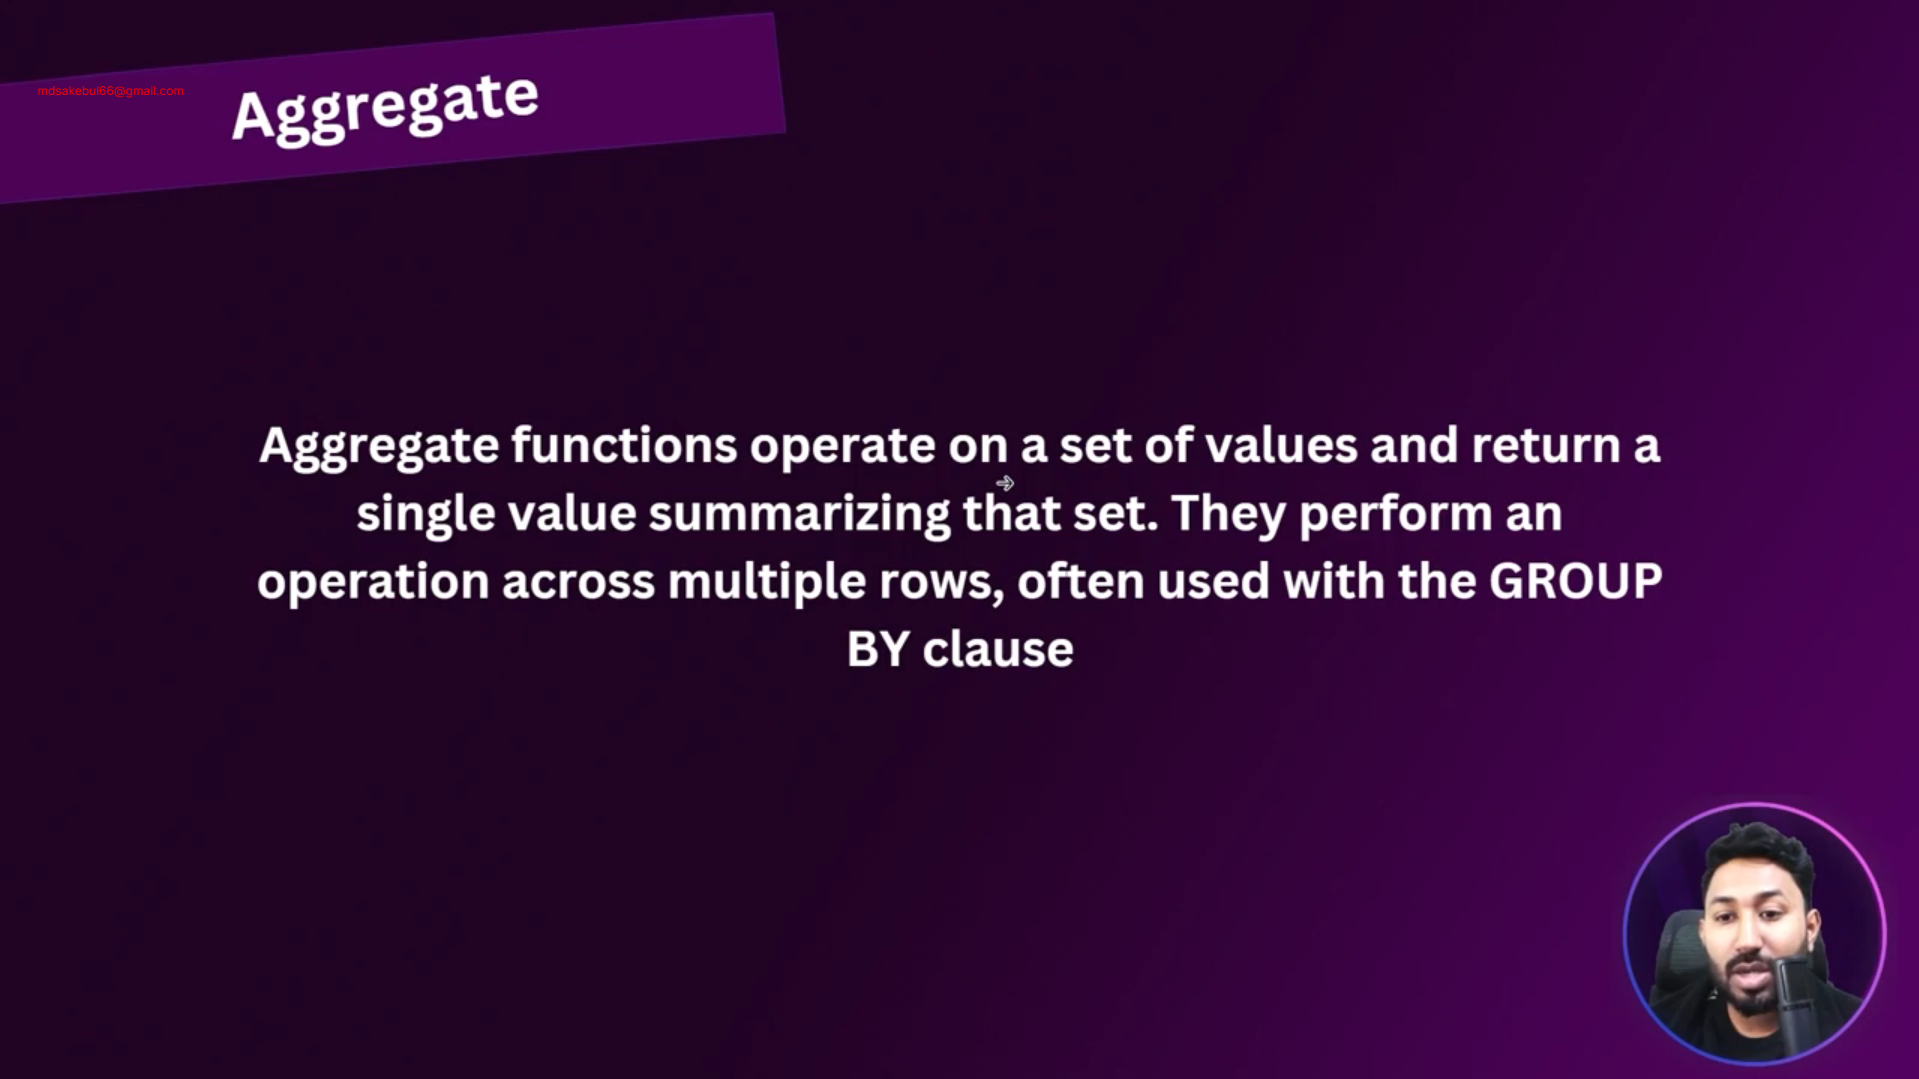 mdsakebul66@gmail.com
Aggregate
Aggregate functions operate on a set of values and return a
single value summarizing that set. They perform an
operation across multiple rows, often used with the GROUP
BY clause